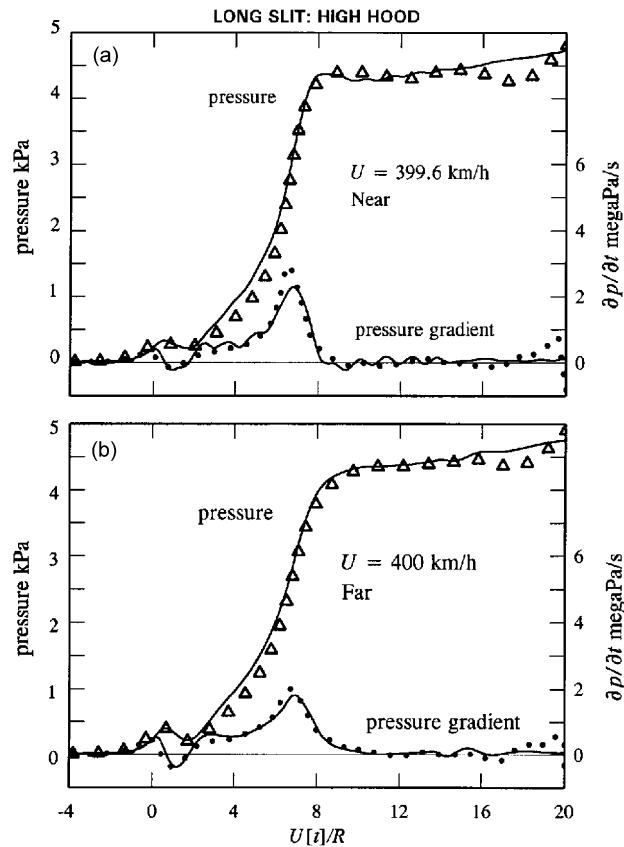 LONG SLIT: HIGH HOOD
(a)
5
4
3
2
1
0
pressure kPa
pressure
U = 399.6 km/h
Near
pressure gradient
6
4
2
0
∂p/∂t megaPa/s
(b)
5
4
3
2
1
0
pressure kPa
pressure
U = 400 km/h
Far
pressure gradient
6
4
2
0
∂p/∂t megaPa/s
-4 0 4 8 12 16 20
U[t]/R